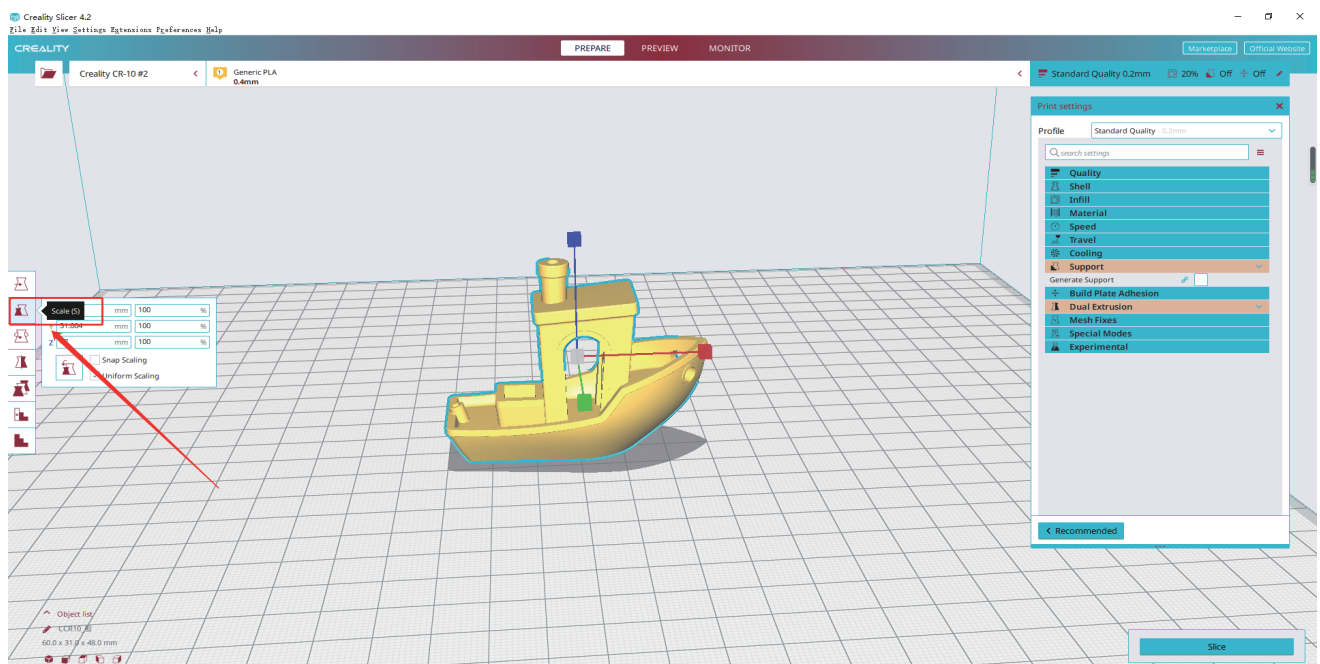 Creality Slicer 4.2
File Edit View Settings Extensions Preferences Help
CREALITY
PREPARE PREVIEW MONITOR
Marketplace Official Website
Creality CR-10 #2
Generic PLA
0.4mm
Standard Quality 0.2mm 20% Off Off
Print settings
Profile Standard Quality - 0.2mm
search settings
Quality
Shell
Infill
Material
Speed
Travel
Cooling
Support
Generate Support
Build Plate Adhesion
Dual Extrusion
Mesh Fixes
Special Modes
Experimental
Recommended
Scale (S)
mm 100 %
mm 100 %
Z mm 100 %
Snap Scaling
Uniform Scaling
Object list
60.0 x 31.0 x 48.0 mm
Slice